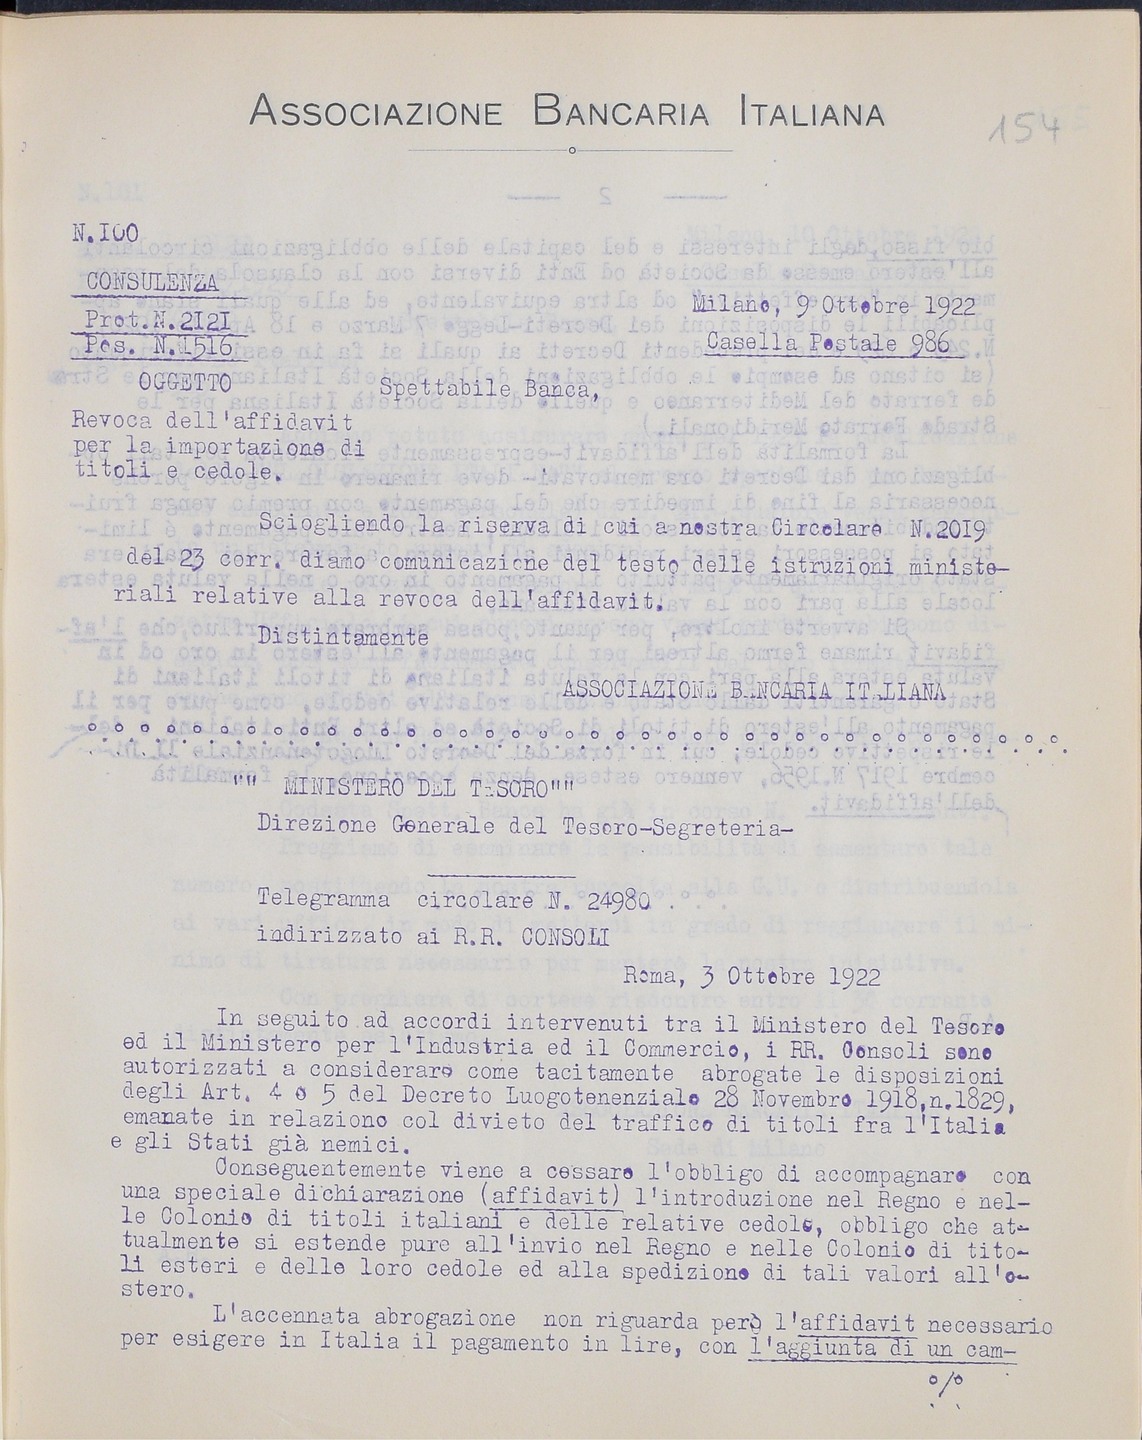 ASSOCIAZIONE BANCARIA ITALIANA
154
N.I00
CONSULENZA
Prot.N.2I2I
Pos. N.1516
Milano, 9 Ottobre 1922
Casella Postale 986
OGGETTO
Spettabile Banca,
Revoca dell'affidavit
per la importazione di
titoli e cedole.
Sciogliendo la riserva di cui a nostra Circolare N.20I9
del 23 corr. diamo comunicazione del testo delle istruzioni ministe-
riali relative alla revoca dell'affidavit.
Distintamente
ASSOCIAZIONE BANCARIA ITALIANA
"" MINISTERO DEL TESORO""
Direzione Generale del Tesoro-Segreteria-
Telegramma circolare N. 24980
indirizzato ai R.R. CONSOLI
Roma, 3 Ottobre 1922
In seguito ad accordi intervenuti tra il Ministero del Tesoro
ed il Ministero per l'Industria ed il Commercio, i RR. Consoli sono
autorizzati a considerare come tacitamente abrogate le disposizioni
degli Art. 4 e 5 del Decreto Luogotenenziale 28 Novembre 1918,n.1829,
emanate in relaziono col divieto del traffico di titoli fra l'Italia
e gli Stati già nemici.
Conseguentemente viene a cessare l'obbligo di accompagnare con
una speciale dichiarazione (affidavit) l'introduzione nel Regno e nel-
le Colonie di titoli italiani e delle relative cedole, obbligo che at-
tualmente si estende pure all'invio nel Regno e nelle Colonio di tito-
li esteri e delle loro cedole ed alla spedizione di tali valori all'o-
stero.
L'accennata abrogazione non riguarda però l'affidavit necessario
per esigere in Italia il pagamento in lire, con l'aggiunta di un cam-
o/o